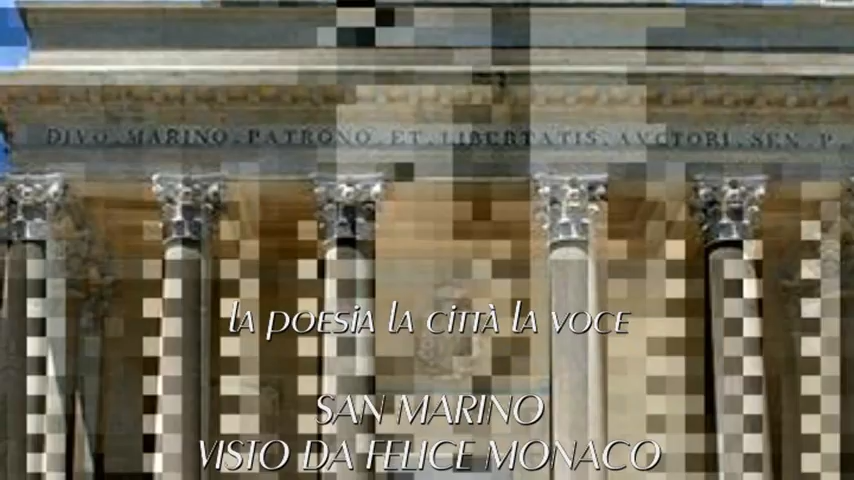 DIVO. MARINO. PATRONO. ET. LIBERTATIS. AVCTORI. SEN. P.
la poesia la città la voce
SAN MARINO
VISTO DA FELICE MONACO